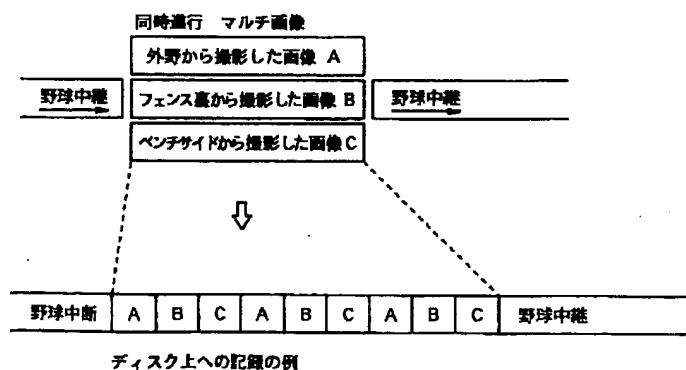 同時進行 マルチ画像
外野から撮影した画像 A
野球中継 フェンス裏から撮影した画像 B 野球中継
ベンチサイドから撮影した画像 C
野球中断 A B C A B C A B C 野球中継
ディスク上への記録の例